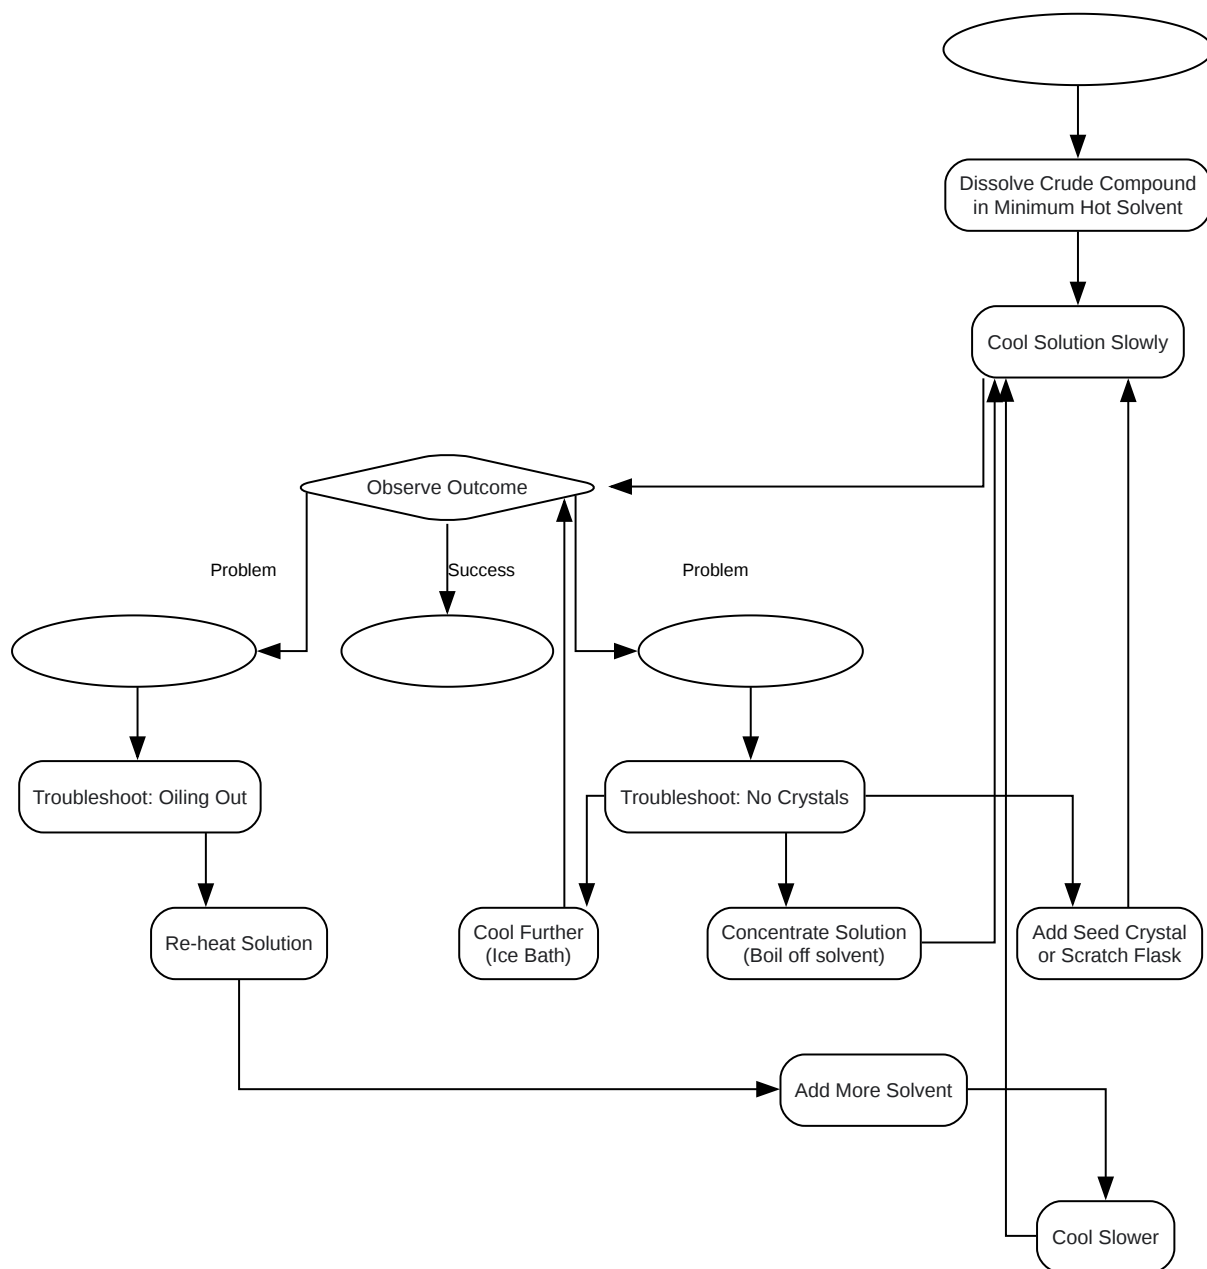 Dissolve Crude Compound
in Minimum Hot Solvent
Cool Solution Slowly
Observe Outcome
Problem
Success
Problem
Troubleshoot: Oiling Out
Troubleshoot: No Crystals
Re-heat Solution
Cool Further
(Ice Bath)
Concentrate Solution
(Boil off solvent)
Add Seed Crystal
or Scratch Flask
Add More Solvent
Cool Slower